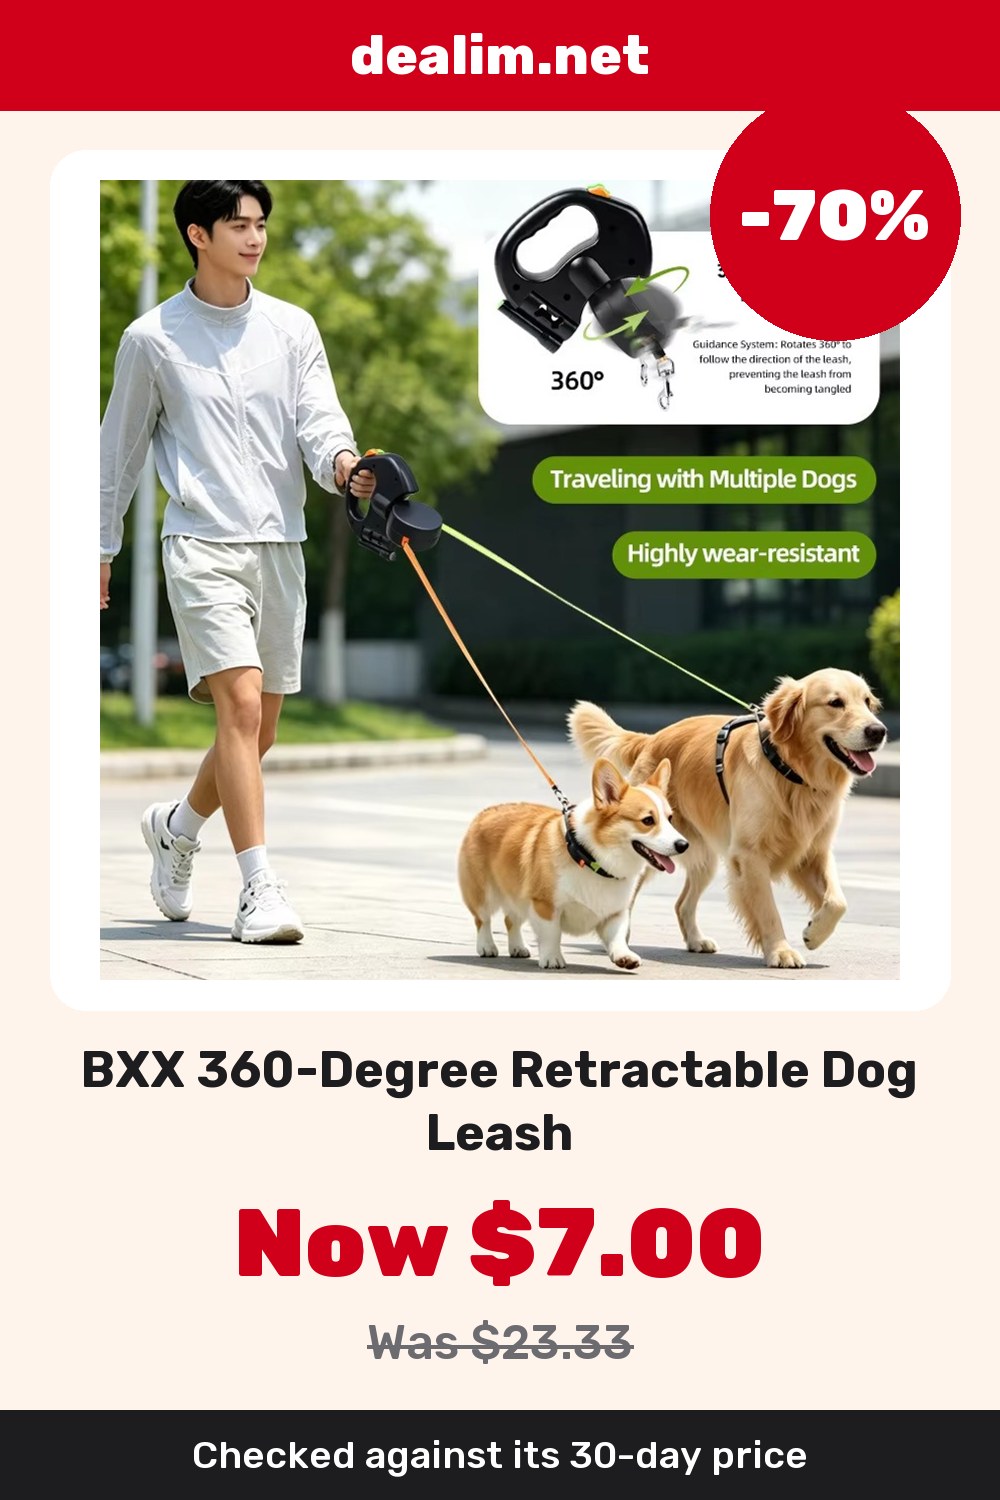 dealim.net
-70%
360°
Guidance System: Rotates 360° to
follow the direction of the leash,
preventing the leash from
becoming tangled
Traveling with Multiple Dogs
Highly wear-resistant
BXX 360-Degree Retractable Dog
Leash
Now $7.00
Was $23.33
Checked against its 30-day price